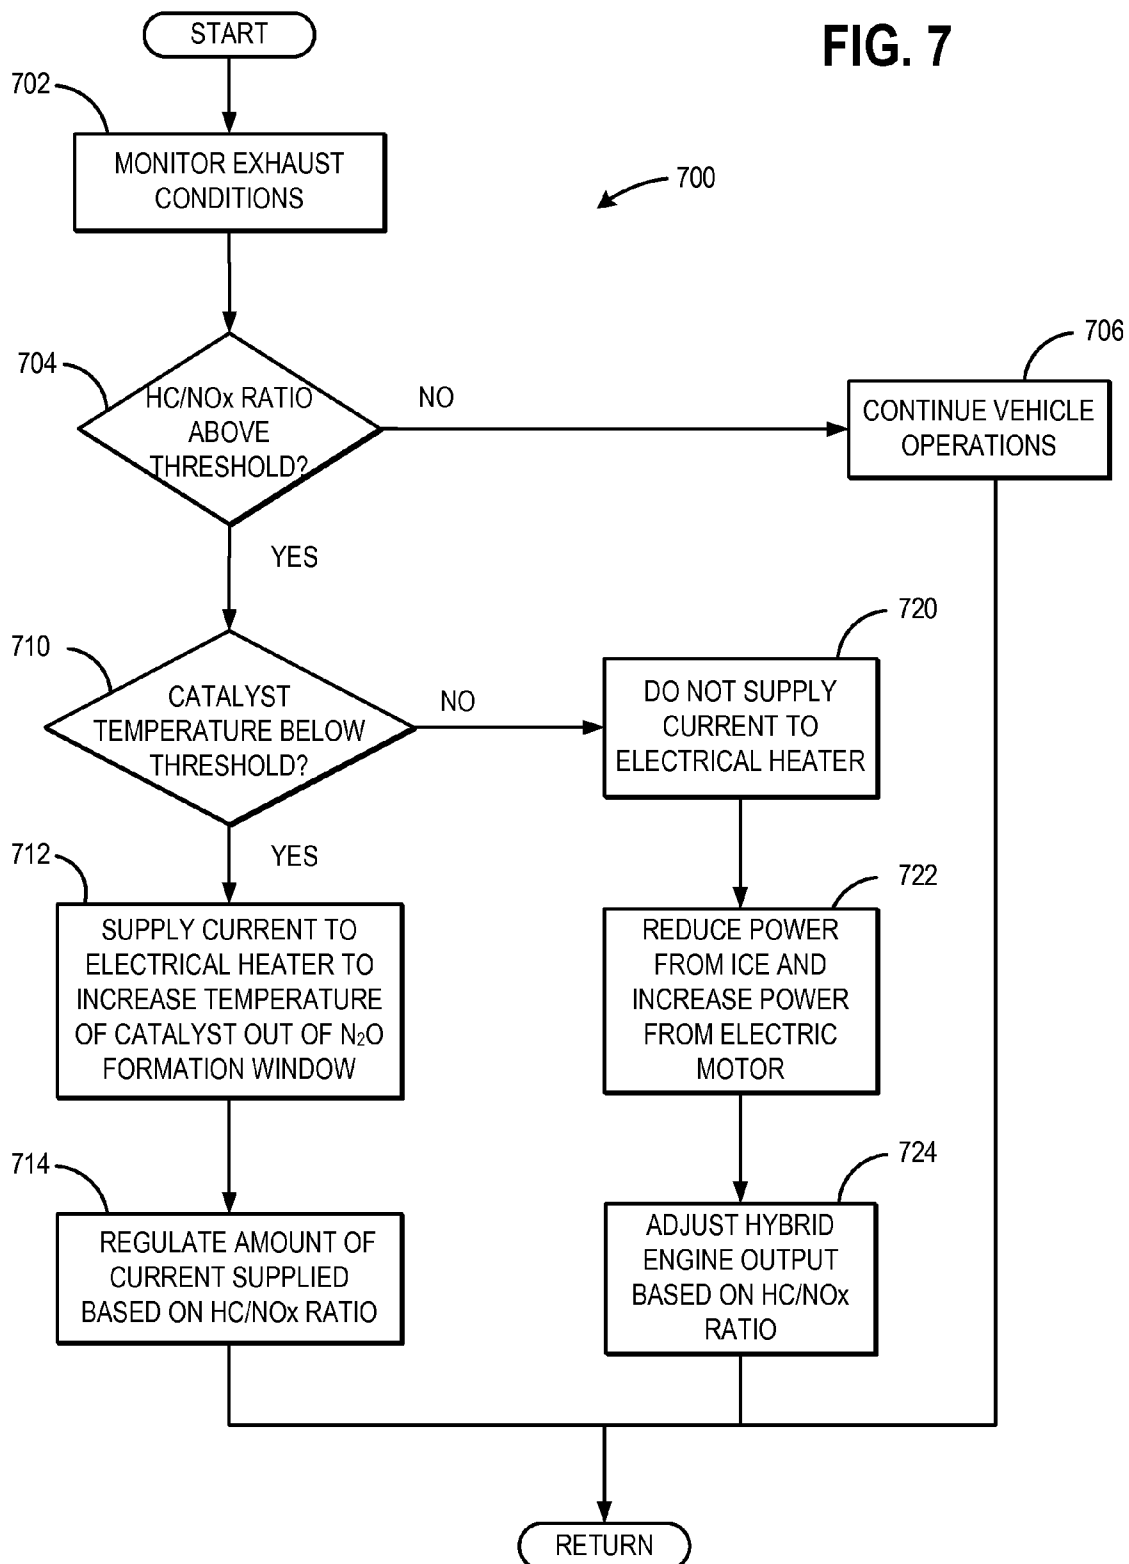 START
FIG. 7
702
MONITOR EXHAUST
CONDITIONS
700
704
HC/NOx RATIO
ABOVE
THRESHOLD?
NO
706
CONTINUE VEHICLE
OPERATIONS
YES
710
CATALYST
TEMPERATURE BELOW
THRESHOLD?
NO
720
DO NOT SUPPLY
CURRENT TO
ELECTRICAL HEATER
YES
712
SUPPLY CURRENT TO
ELECTRICAL HEATER TO
INCREASE TEMPERATURE
OF CATALYST OUT OF N₂O
FORMATION WINDOW
722
REDUCE POWER
FROM ICE AND
INCREASE POWER
FROM ELECTRIC
MOTOR
714
REGULATE AMOUNT OF
CURRENT SUPPLIED
BASED ON HC/NOx RATIO
724
ADJUST HYBRID
ENGINE OUTPUT
BASED ON HC/NOx
RATIO
RETURN